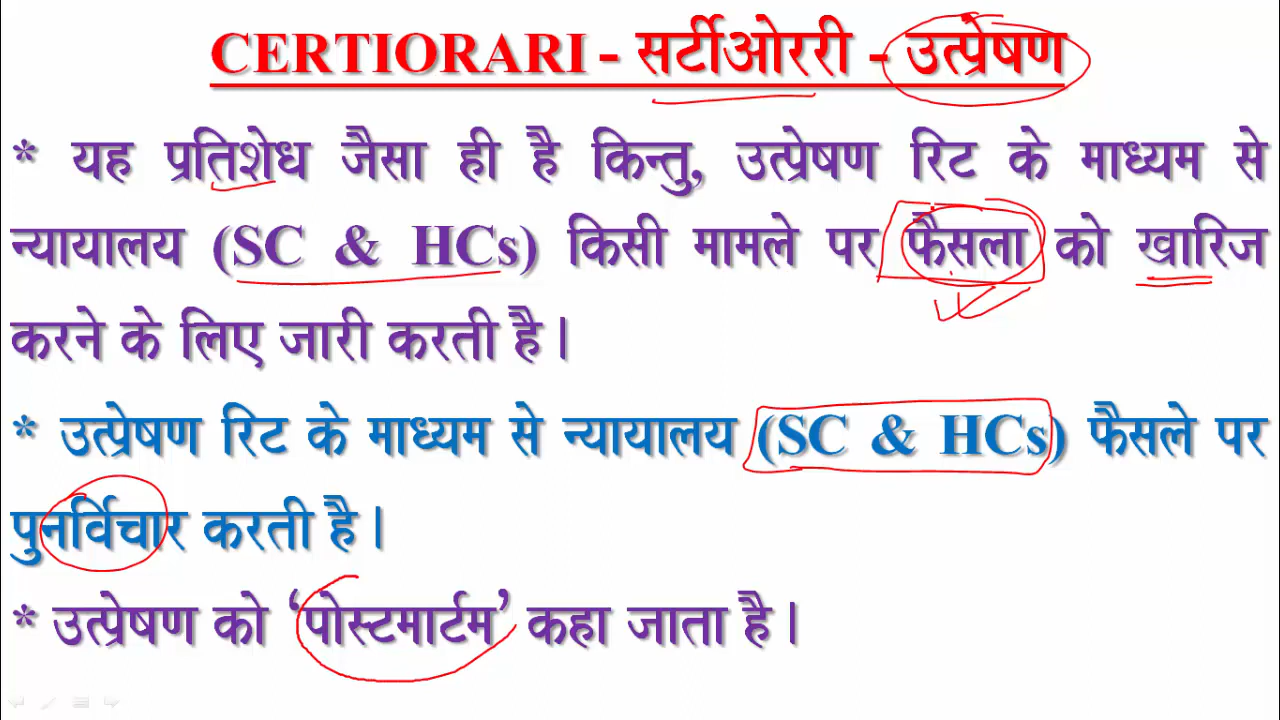 CERTIORARI - सर्टीओररी - उत्प्रेषण
* यह प्रतिशेध जैसा ही है किन्तु, उत्प्रेषण रिट के माध्यम से
न्यायालय (SC & HCs) किसी मामले पर फैसला को खारिज
करने के लिए जारी करती है।
* उत्प्रेषण रिट के माध्यम से न्यायालय (SC & HCs) फैसले पर
पुनर्विचार करती है।
* उत्प्रेषण को ‘पोस्टमार्टम’ कहा जाता है।